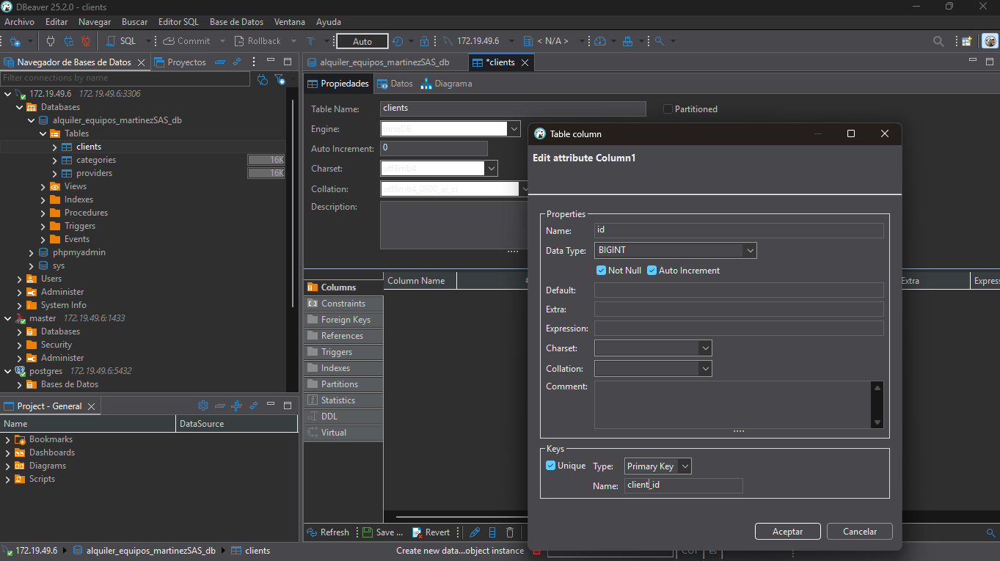 DBeaver 25.2.0 - clients
Archivo Editar Navegar Buscar Editor SQL Base de Datos Ventana Ayuda
SQL Commit Rollback T Auto 172.19.49.6 < N/A >
Navegador de Bases de Datos Proyectos
Filter connections by name
172.19.49.6 172.19.49.6:3306
Databases
alquiler_equipos_martinezSAS_db
Tables
clients
categories 16K
providers 16K
Views
Indexes
Procedures
Triggers
Events
phpmyadmin
sys
Users
Administer
System Info
master 172.19.49.6:1433
Databases
Security
Administer
postgres 172.19.49.6:5432
Bases de Datos
Project - General
Name DataSource
Bookmarks
Dashboards
Diagrams
Scripts
alquiler_equipos_martinezSAS_db *clients
Propiedades Datos Diagrama
Table Name: clients Partitioned
Engine: InnoDB
Auto Increment: 0
Charset: utf8mb4
Collation: utf8mb4_0900_ai_ci
Description:
Columns
Constraints
Foreign Keys
References
Triggers
Indexes
Partitions
Statistics
DDL
Virtual
Column Name # Extra Expres
Table column
Edit attribute Column1
Properties
Name: id
Data Type: BIGINT
Not Null Auto Increment
Default:
Extra:
Expression:
Charset:
Collation:
Comment:
Keys
Unique Type: Primary Key
Name: client_id
Aceptar Cancelar
Refresh Save ... Revert
172.19.49.6 alquiler_equipos_martinezSAS_db clients Create new data...object instance COT es